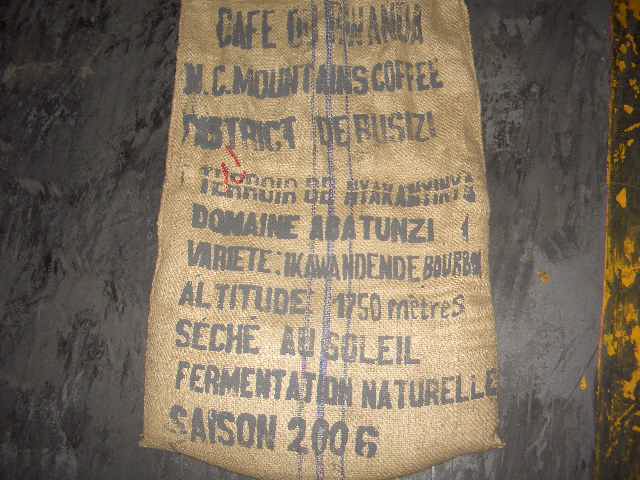 CAFE DU RWANDA
W.C. MOUNTAINS COFFEE
DISTRICT DE RUSIZI
TERROIR DE NYAKANYINYA
DOMAINE ABATUNZI 1
VARIETE: IKAWANDENDE BOURBON
ALTITUDE 1750 mètres
SÉCHÉ AU SOLEIL
FERMENTATION NATURELLE
SAISON 2006